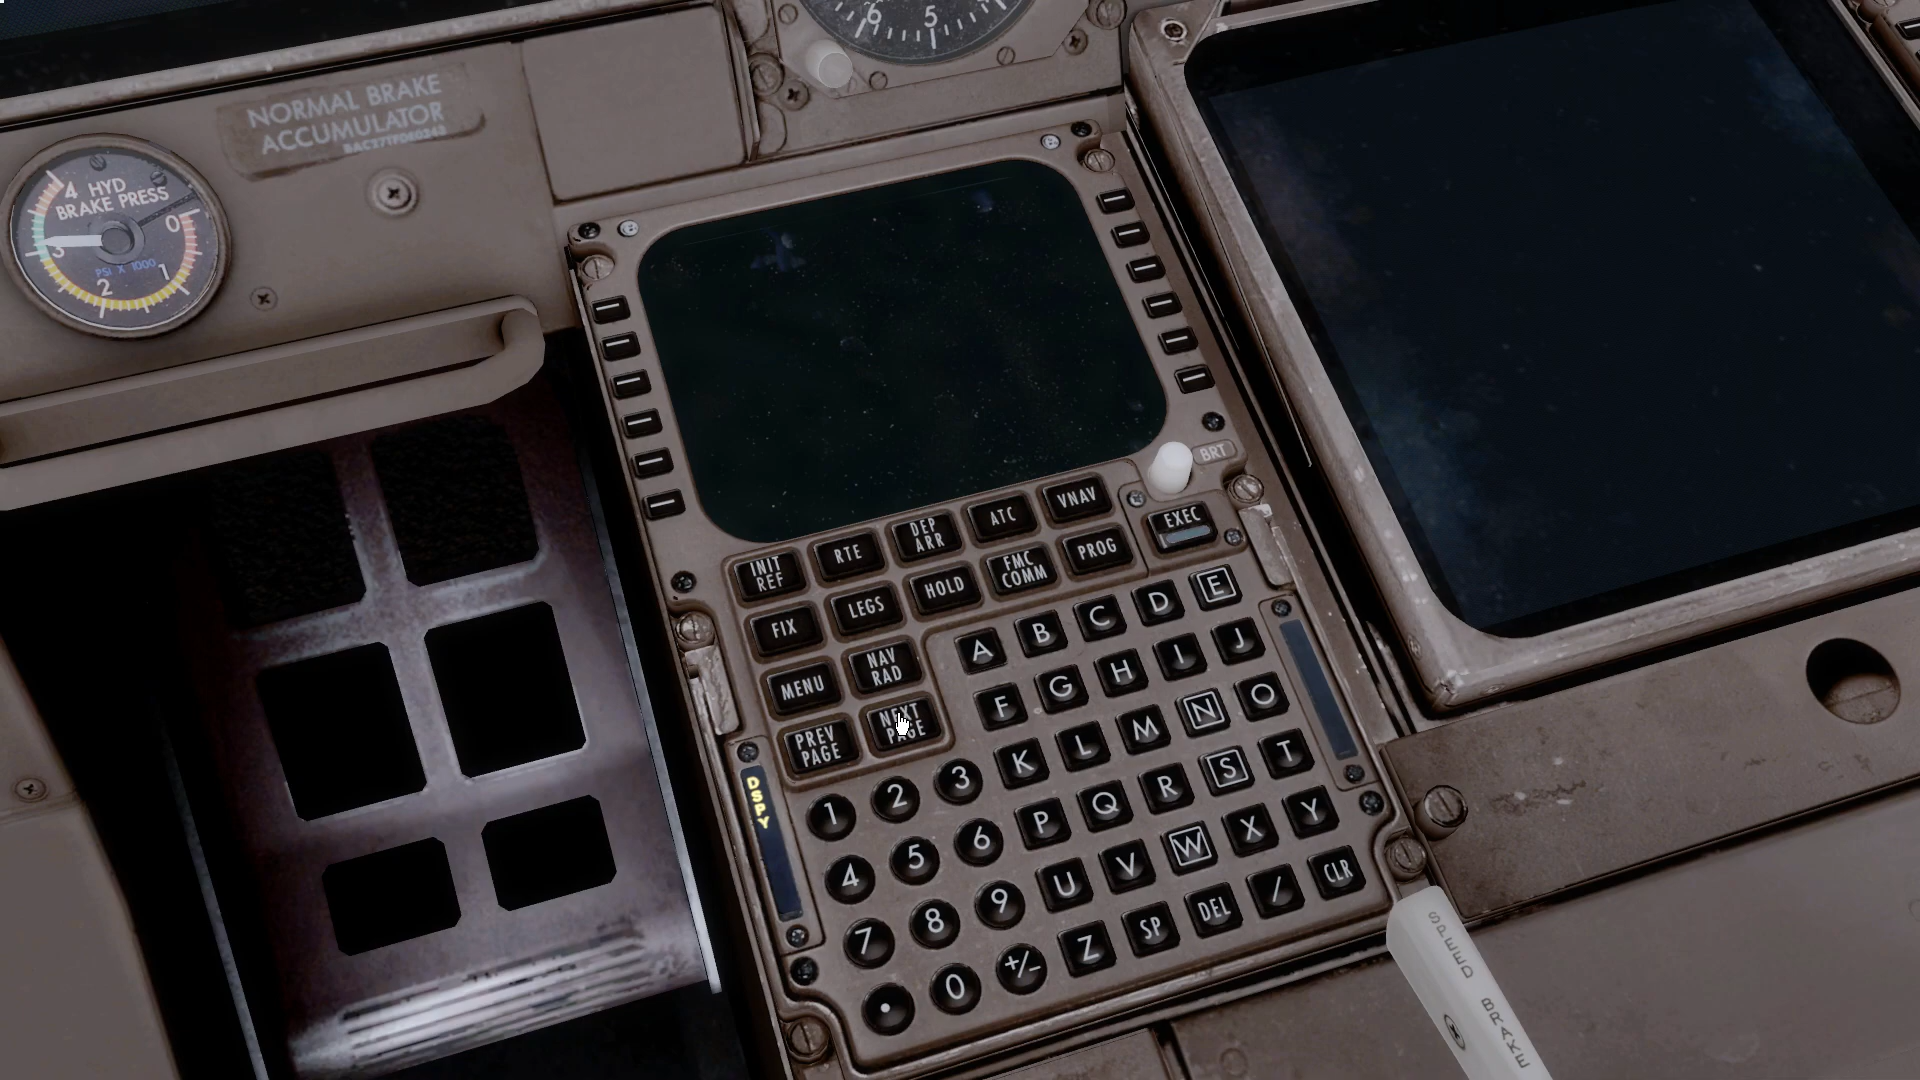 6 5
NORMAL BRAKE
ACCUMULATOR
4 HYD
BRAKE PRESS
0
3
PSI X 1000
1
2
BRT
INIT
REF
RTE
DEP
ARR
ATC
VNAV
EXEC
FIX
LEGS
HOLD
FMC
COMM
PROG
MENU
NAV
RAD
PREV
PAGE
NEXT
PAGE
A B C D E
F G H I J
K L M N O
P Q R S T
U V W X Y
Z SP DEL / CLR
1 2 3
4 5 6
7 8 9
. 0 +/-
DSPY
SPEED BRAKE